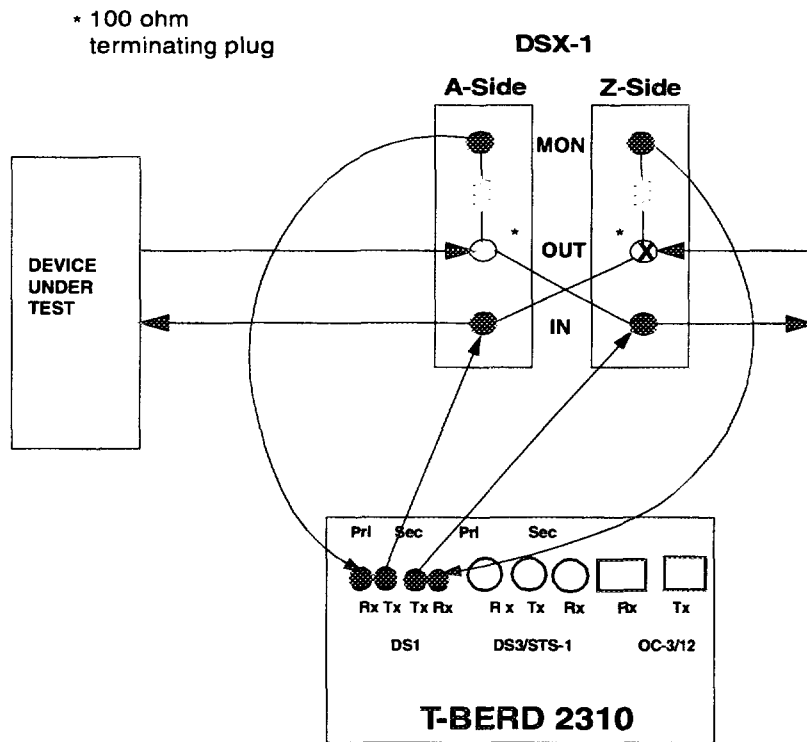 * 100 ohm
terminating plug
DSX-1
A-Side Z-Side
MON
* *
OUT X
DEVICE
UNDER
TEST
IN
Pri Sec Pri Sec
Rx Tx Tx Rx Rx Tx Rx Rx Tx
DS1 DS3/STS-1 OC-3/12
T-BERD 2310